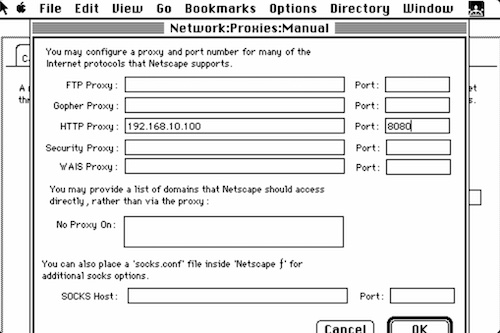 File Edit View Go Bookmarks Options Directory Window
Network:Proxies:Manual
You may configure a proxy and port number for many of the
Internet protocols that Netscape supports.
FTP Proxy: Port:
Gopher Proxy: Port:
HTTP Proxy: 192.168.10.100 Port: 8080
Security Proxy: Port:
WAIS Proxy: Port:
You may provide a list of domains that Netscape should access
directly, rather than via the proxy:
No Proxy On:
You can also place a 'socks.conf' file inside 'Netscape ƒ' for
additional socks options.
SOCKS Host: Port:
Cancel OK